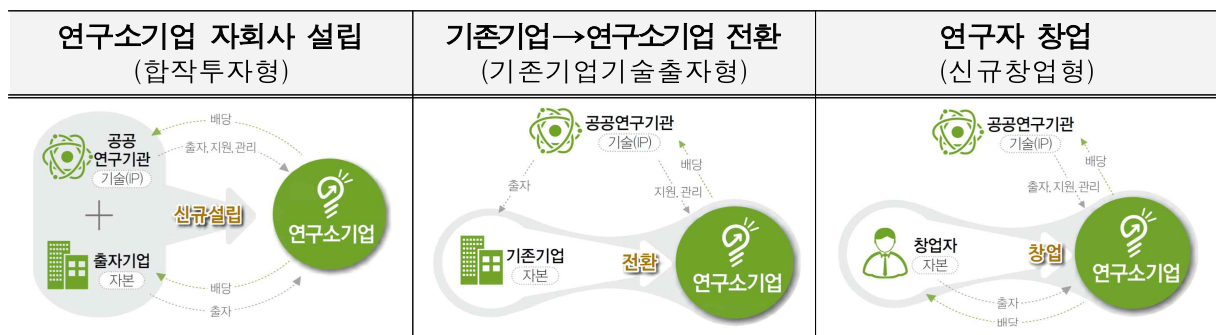 연구소기업 자회사 설립
(합작투자형)
배당
공공
연구기관
기술(IP)
출자, 지원, 관리
신규설립
연구소기업
출자기업
자본
배당
출자
기존기업→연구소기업 전환
(기존기업기술출자형)
공공연구기관
기술(IP)
배당
출자
지원, 관리
기존기업
자본
전환
연구소기업
연구자 창업
(신규창업형)
공공연구기관
기술(IP)
배당
출자, 지원, 관리
창업자
자본
창업
연구소기업
출자
배당